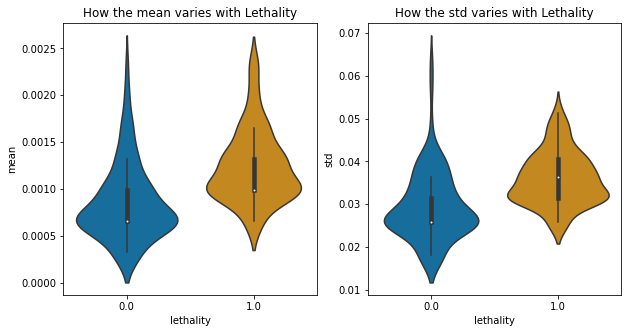 How the mean varies with Lethality
mean
0.0025
0.0020
0.0015
0.0010
0.0005
0.0000
0.0
1.0
lethality
How the std varies with Lethality
std
0.07
0.06
0.05
0.04
0.03
0.02
0.01
0.0
1.0
lethality